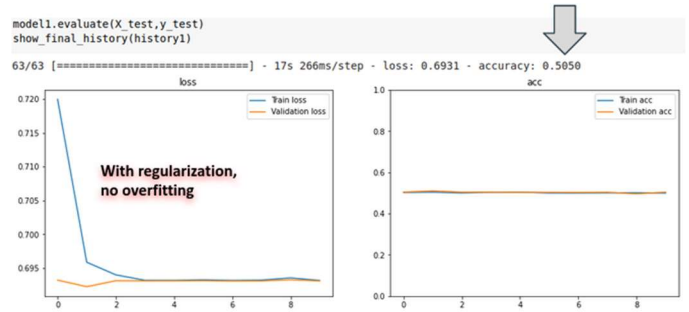 model1.evaluate(X_test,y_test)
show_final_history(history1)
63/63 [==============================] - 17s 266ms/step - loss: 0.6931 - accuracy: 0.5050
loss
0.720
0.715
0.710
0.705
0.700
0.695
Train loss
Validation loss
With regularization,
no overfitting
0 2 4 6 8
acc
1.0
0.8
0.6
0.4
0.2
0.0
Train acc
Validation acc
0 2 4 6 8